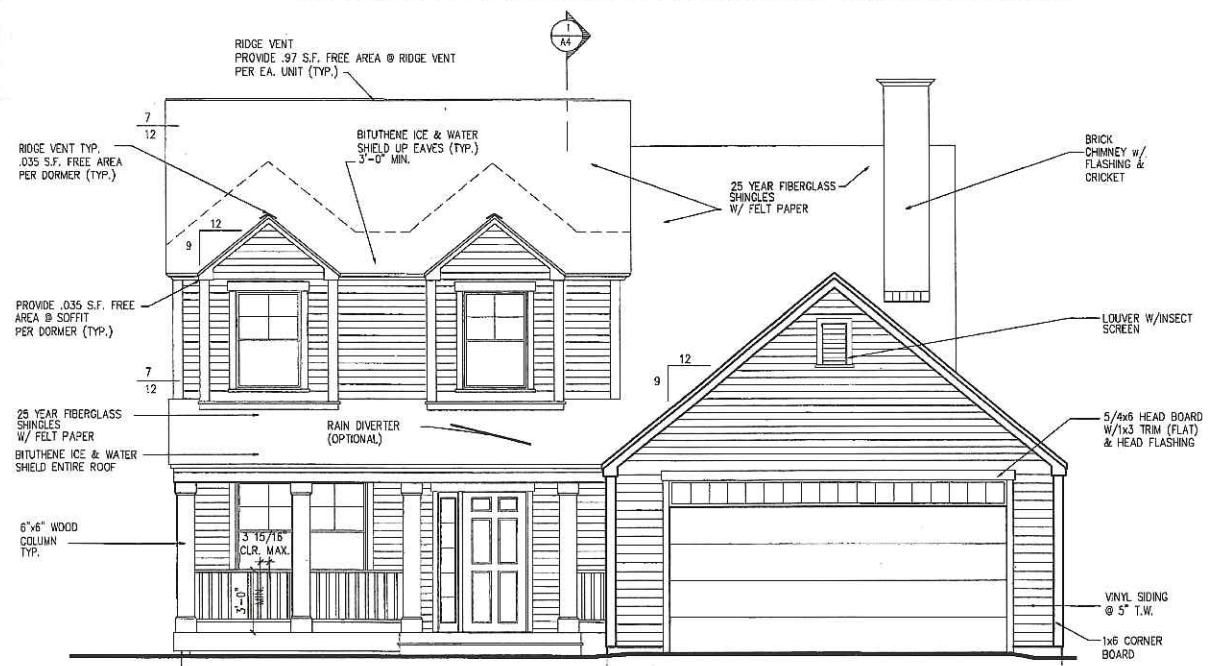 1
A4
RIDGE VENT
PROVIDE .97 S.F. FREE AREA @ RIDGE VENT
PER EA. UNIT (TYP.)
7
12
RIDGE VENT TYP.
.035 S.F. FREE AREA
PER DORMER (TYP.)
BITUTHENE ICE & WATER
SHIELD UP EAVES (TYP.)
3'-0" MIN.
25 YEAR FIBERGLASS
SHINGLES
W/ FELT PAPER
BRICK
CHIMNEY w/
FLASHING &
CRICKET
12
9
PROVIDE .035 S.F. FREE
AREA @ SOFFIT
PER DORMER (TYP.)
LOUVER W/INSECT
SCREEN
12
9
7
12
25 YEAR FIBERGLASS
SHINGLES
W/ FELT PAPER
BITUTHENE ICE & WATER
SHIELD ENTIRE ROOF
RAIN DIVERTER
(OPTIONAL)
5/4x6 HEAD BOARD
W/1x3 TRIM (FLAT)
& HEAD FLASHING
6"x6" WOOD
COLUMN
TYP.
3 15/16"
CLR. MAX.
3'-0"
MIN.
VINYL SIDING
@ 5" T.W.
1x6 CORNER
BOARD